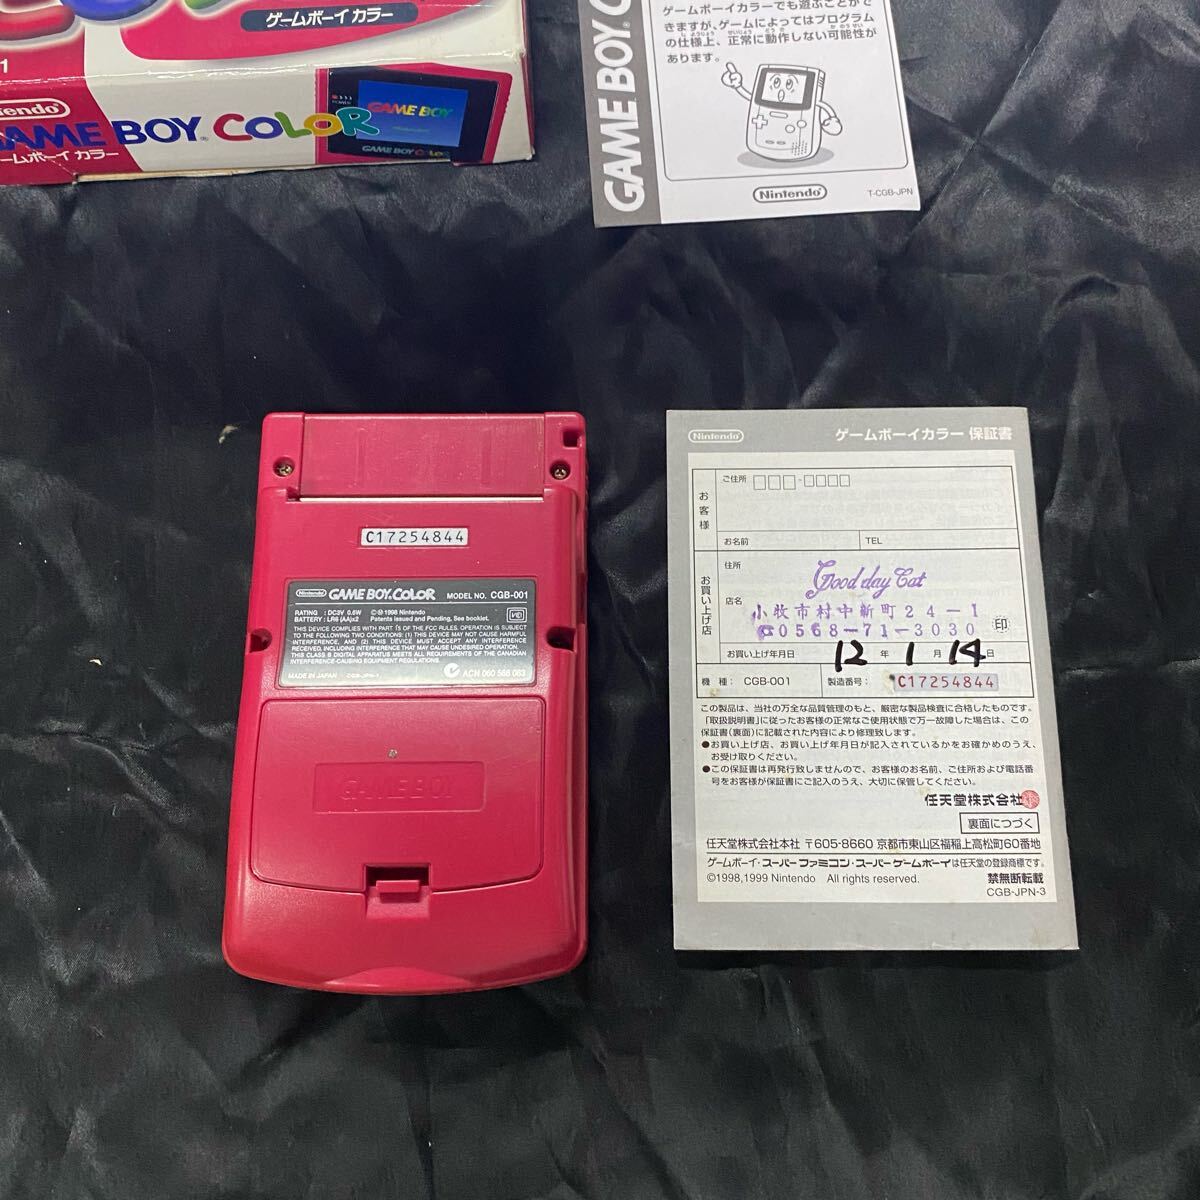 ゲームボーイ カラー
1
Nintendo
GAME BOY COLOR
ゲームボーイ カラー
GAME BOY
GAME BOY COLOR
GAME BOY C
ゲームボーイカラーでも遊ぶことがで
きますが、ゲームによってはプログラム
の仕様上、正常に動作しない可能性が
あります。
Nintendo
T-CGB-JPN
C17254844
Nintendo GAME BOY COLOR MODEL NO. CGB-001
RATING : DC3V 0.6W
BATTERY : LR6 (AA)x2
©Ⓜ1998 Nintendo
Patents issued and Pending, See booklet.
THIS DEVICE COMPLIES WITH PART 15 OF THE FCC RULES. OPERATION IS SUBJECT
TO THE FOLLOWING TWO CONDITIONS: (1) THIS DEVICE MAY NOT CAUSE HARMFUL
INTERFERENCE, AND (2) THIS DEVICE MUST ACCEPT ANY INTERFERENCE
RECEIVED, INCLUDING INTERFERENCE THAT MAY CAUSE UNDESIRED OPERATION.
THIS CLASS B DIGITAL APPARATUS MEETS ALL REQUIREMENTS OF THE CANADIAN
INTERFERENCE-CAUSING EQUIPMENT REGULATIONS.
MADE IN JAPAN CGB-JPN-1 ACN 060 566 083
GAME BOY
Nintendo ゲームボーイカラー 保証書
お客様
ご住所
お名前 TEL
お買い上げ店
住所
店名
Good day Cat
小牧市村中新町24-1
0568-71-3030
印
お買い上げ年月日 12 年 1 月 14 日
機 種： CGB-001 製造番号： C17254844
この製品は、当社の万全な品質管理のもと、厳密な製品検査に合格したものです。
「取扱説明書」に従ったお客様の正常なご使用状態で万一故障した場合は、この
保証書(裏面)に記載された内容により修理致します。
●お買い上げ店、お買い上げ年月日が記入されているかをお確かめのうえ、
お受け取りください。
●この保証書は再発行致しませんので、お客様のお名前、ご住所および電話番
号をお客様が保証書にご記入のうえ、大切に保管してください。
任天堂株式会社
裏面につづく
任天堂株式会社本社 〒605-8660 京都市東山区福稲上高松町60番地
ゲームボーイ・スーパーファミコン・スーパーゲームボーイは任天堂の登録商標です。
©1998,1999 Nintendo All rights reserved. 禁無断転載
CGB-JPN-3